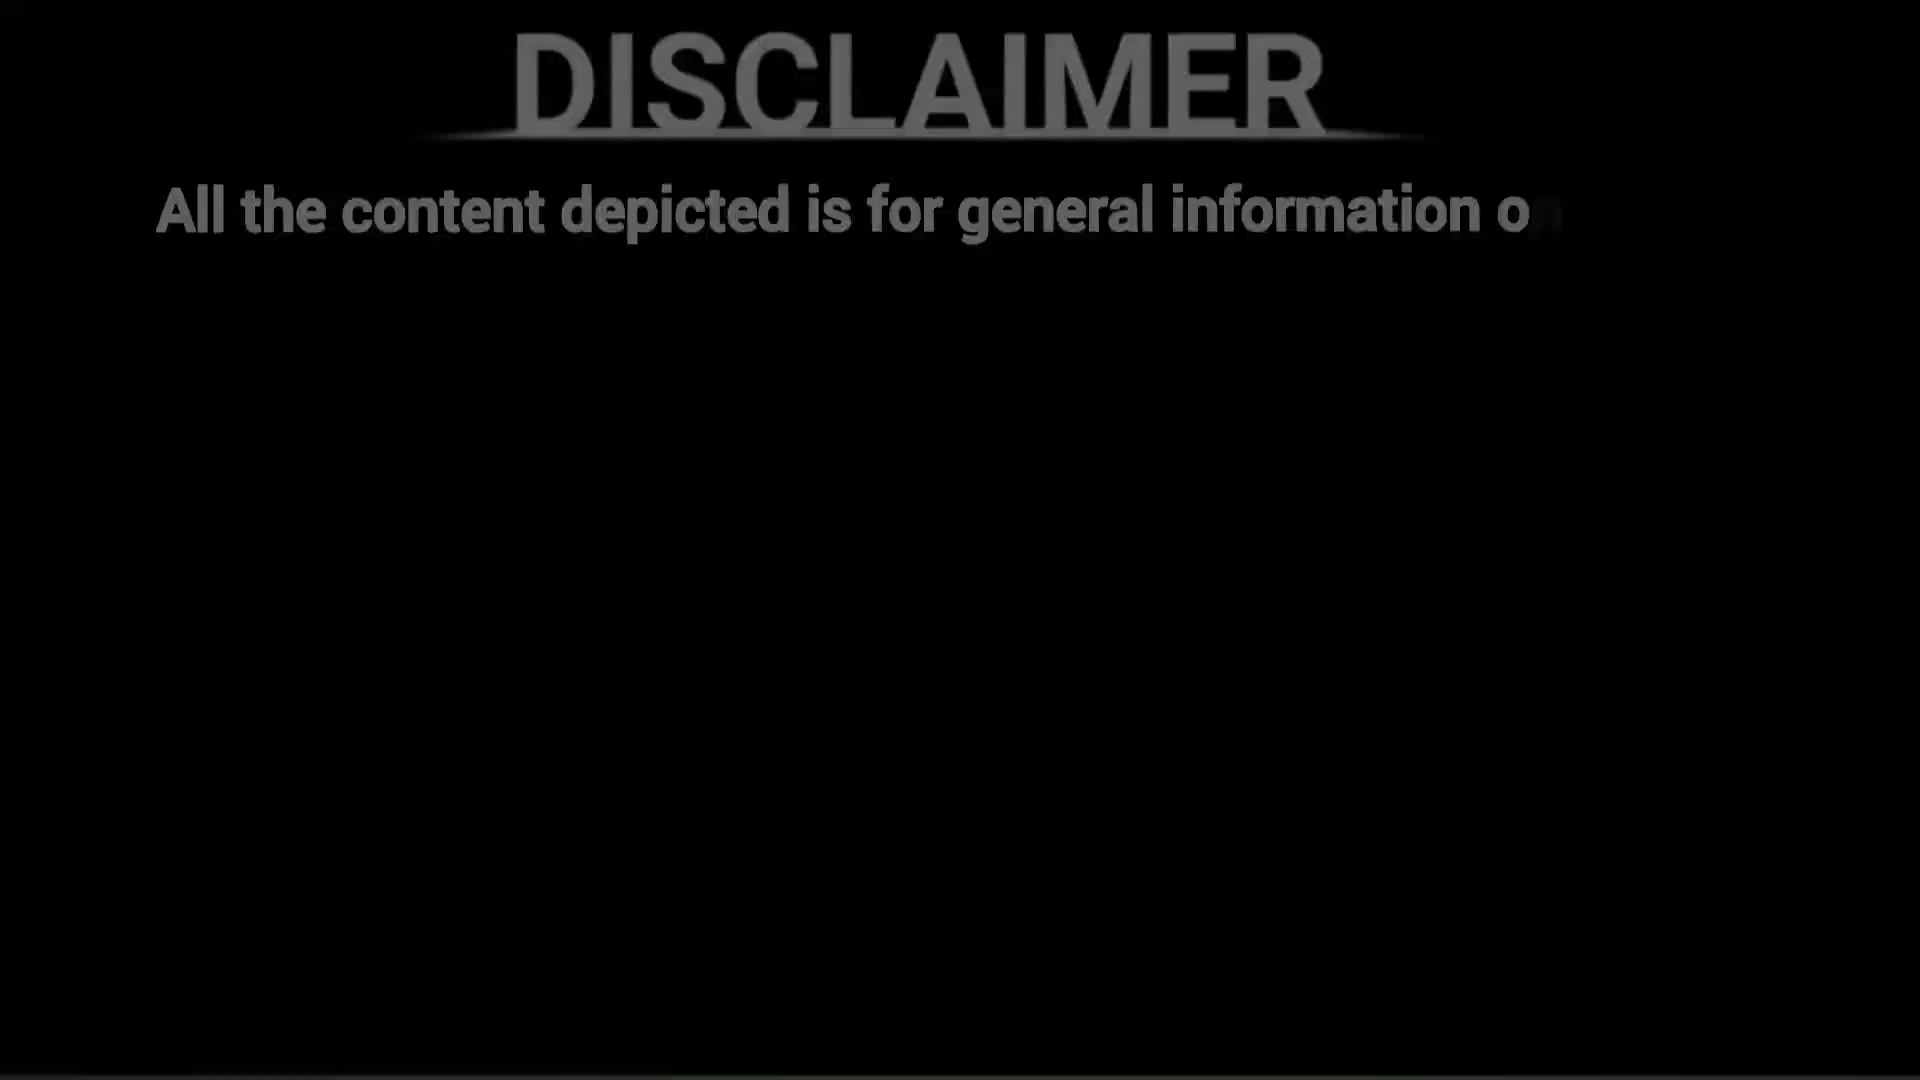 DISCLAIMER
All the content depicted is for general information o